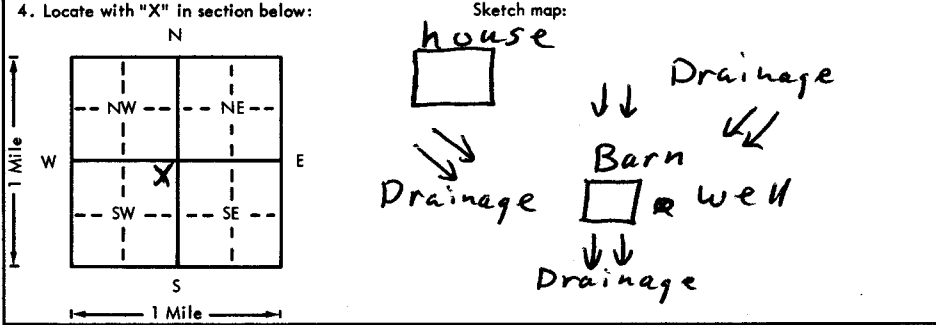 4. Locate with "X" in section below:
Sketch map:
N
house
Drainage
NW NE
1 Mile
W
E
X
Barn
Drainage
well
SW SE
Drainage
S
1 Mile